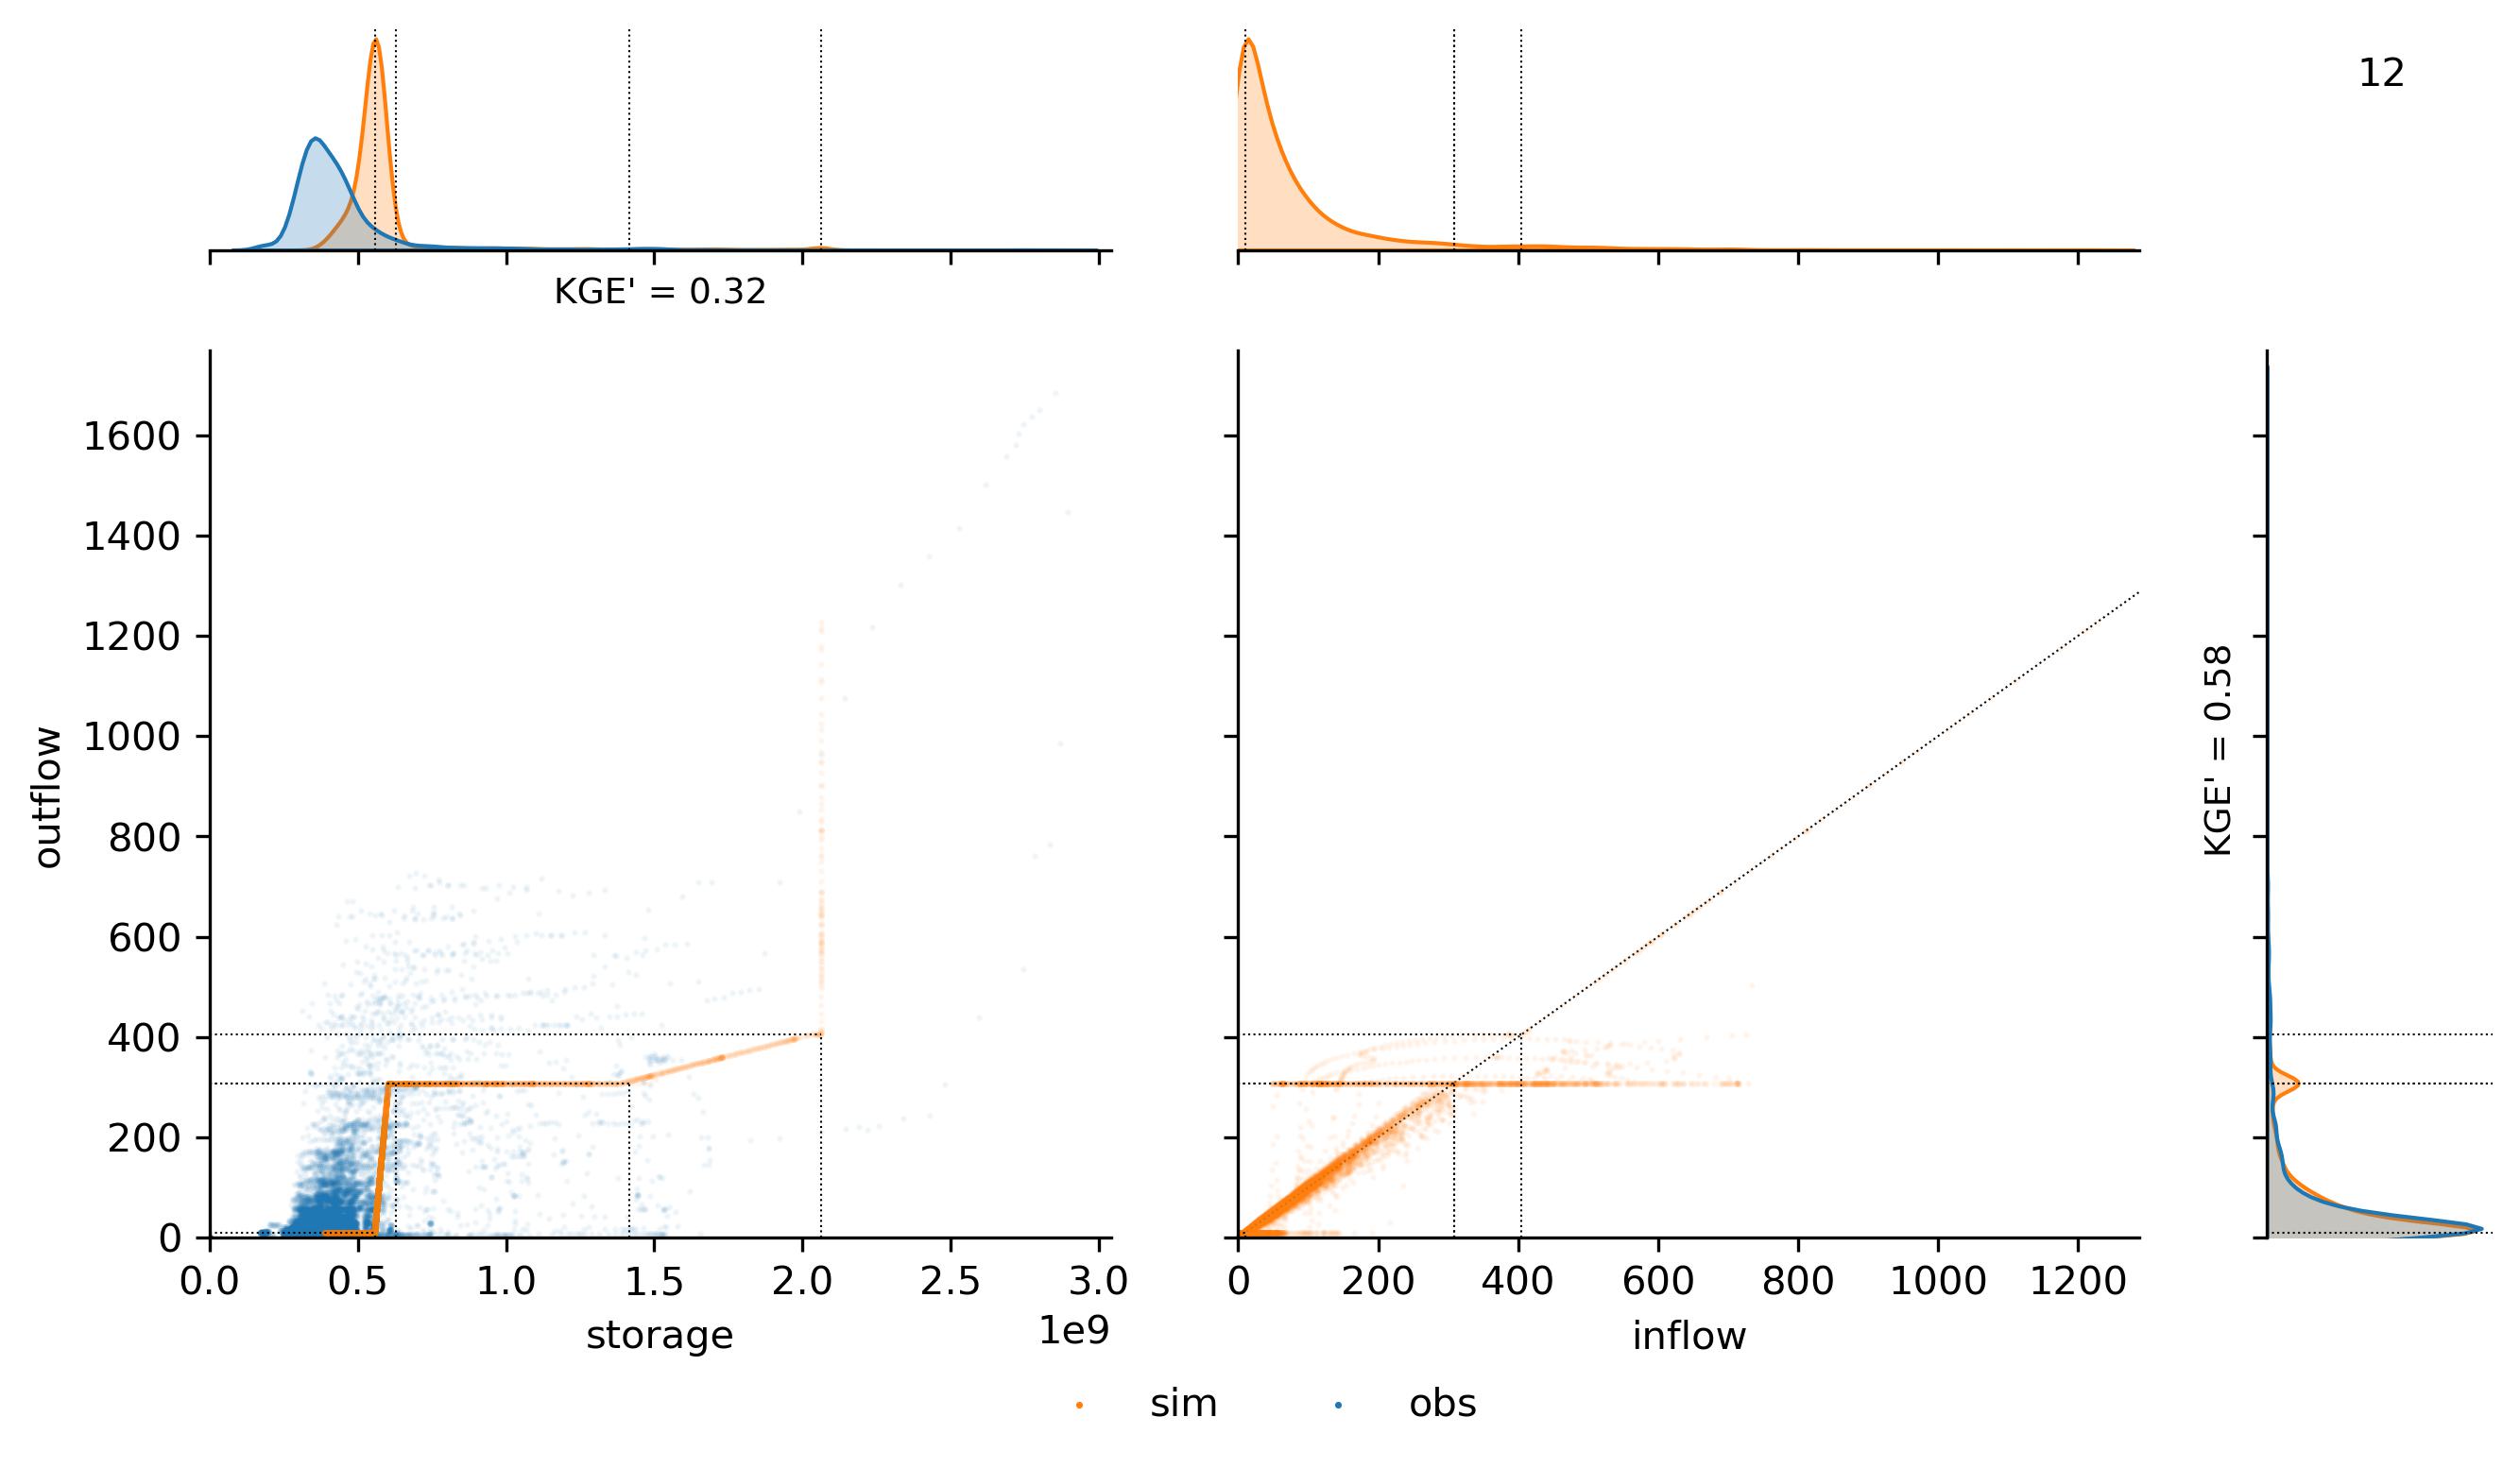 12
KGE' = 0.32
1600
1400
1200
1000
800
600
400
200
0
outflow
0.0 0.5 1.0 1.5 2.0 2.5 3.0
1e9
storage
0 200 400 600 800 1000 1200
inflow
KGE' = 0.58
sim obs